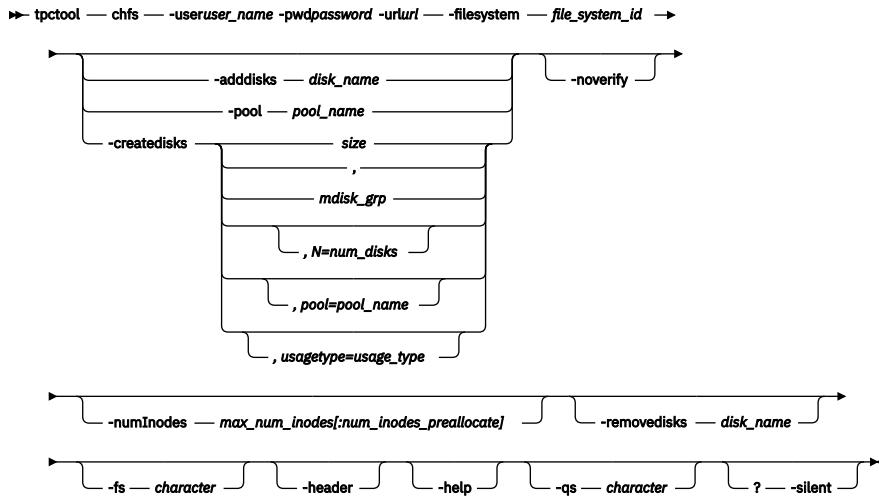 tpctool chfs -useruser_name -pwdpassword -urlurl -filesystem file_system_id
-adddisks disk_name -noverify
-pool pool_name
-createdisks size
,
mdisk_grp
, N=num_disks
, pool=pool_name
, usagetype=usage_type
-numInodes max_num_inodes[:num_inodes_preallocate] -removedisks disk_name
-fs character -header -help -qs character ? -silent